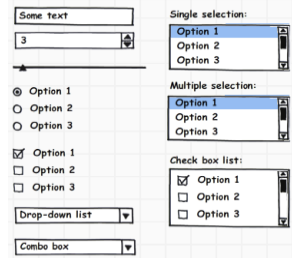 Some text
3
Option 1
Option 2
Option 3
Option 1
Option 2
Option 3
Drop-down list
Combo box
Single selection:
Option 1
Option 2
Option 3
Multiple selection:
Option 1
Option 2
Option 3
Check box list:
Option 1
Option 2
Option 3